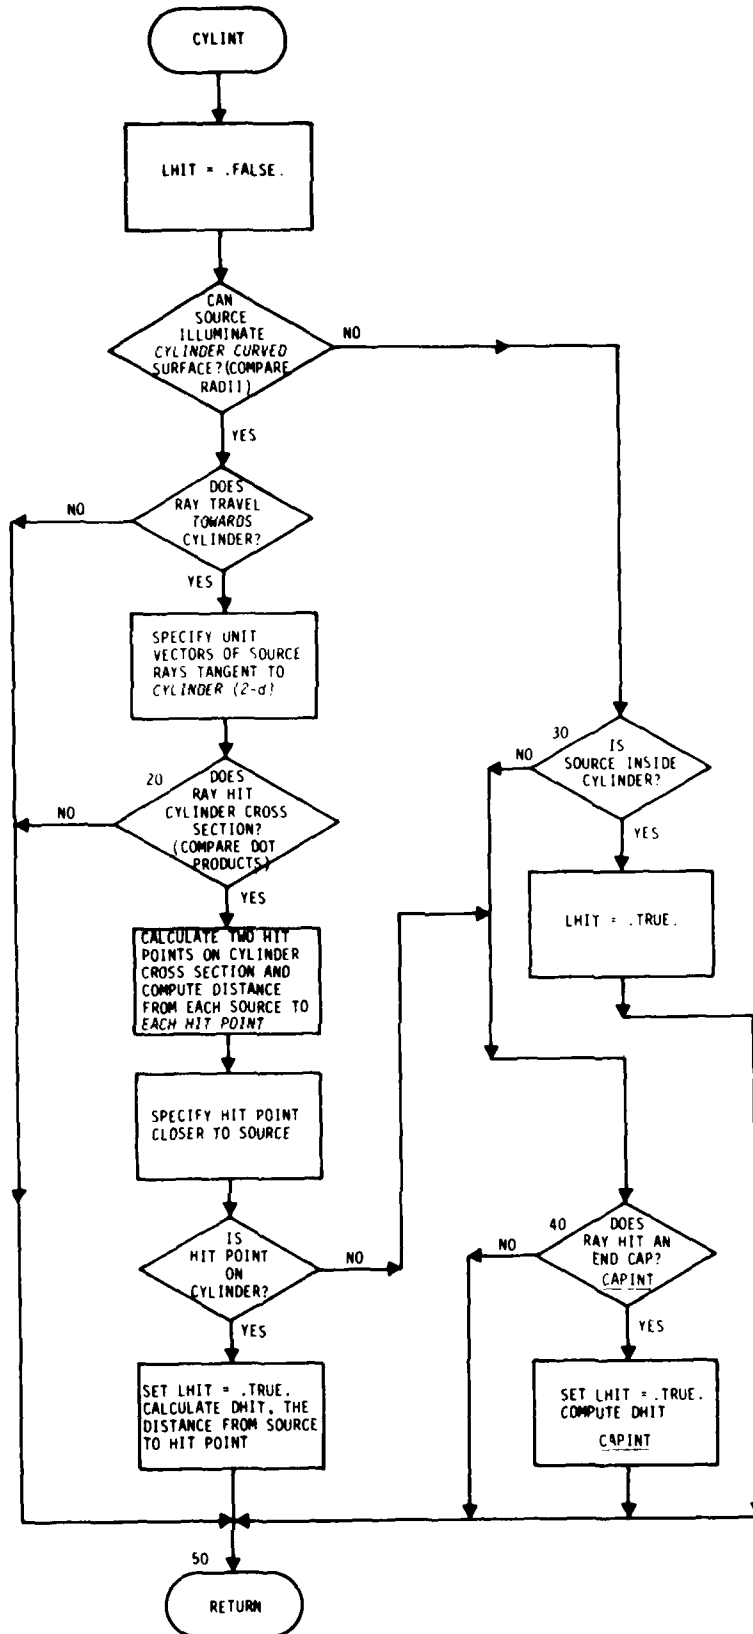 CYLINT
LHIT = .FALSE.
CAN
SOURCE
ILLUMINATE
CYLINDER CURVED
SURFACE?(COMPARE
RADII)
NO
YES
DOES
RAY TRAVEL
TOWARDS
CYLINDER?
NO
YES
SPECIFY UNIT
VECTORS OF SOURCE
RAYS TANGENT TO
CYLINDER (2-d)
20
DOES
RAY HIT
CYLINDER CROSS
SECTION?
(COMPARE DOT
PRODUCTS)
NO
YES
CALCULATE TWO HIT
POINTS ON CYLINDER
CROSS SECTION AND
COMPUTE DISTANCE
FROM EACH SOURCE TO
EACH HIT POINT
SPECIFY HIT POINT
CLOSER TO SOURCE
IS
HIT POINT
ON
CYLINDER?
NO
YES
SET LHIT = .TRUE.
CALCULATE DHIT, THE
DISTANCE FROM SOURCE
TO HIT POINT
30
IS
SOURCE INSIDE
CYLINDER?
NO
YES
LHIT = .TRUE.
40
DOES
RAY HIT AN
END CAP?
CAPINT
NO
YES
SET LHIT = .TRUE.
COMPUTE DHIT
CAPINT
50
RETURN